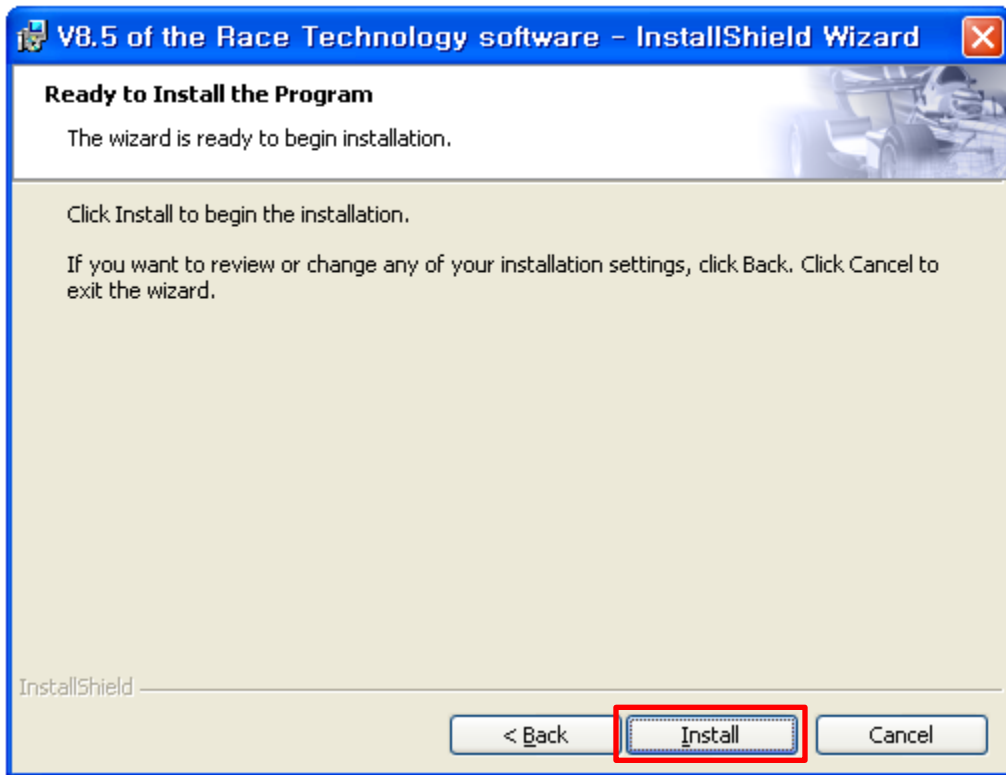 V8.5 of the Race Technology software - InstallShield Wizard
Ready to Install the Program
The wizard is ready to begin installation.
Click Install to begin the installation.
If you want to review or change any of your installation settings, click Back. Click Cancel to
exit the wizard.
InstallShield
< Back
Install
Cancel